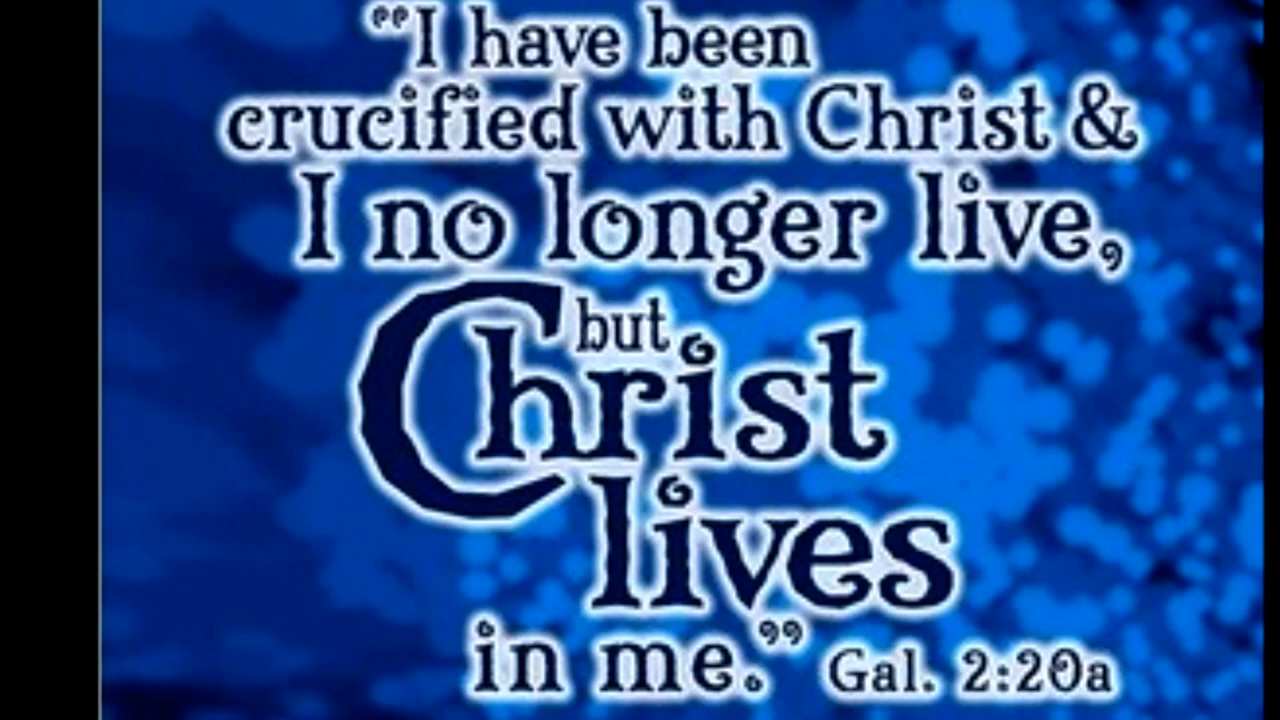 “I have been
crucified with Christ &
I no longer live,
but
Christ
lives
in me.” Gal. 2:20a